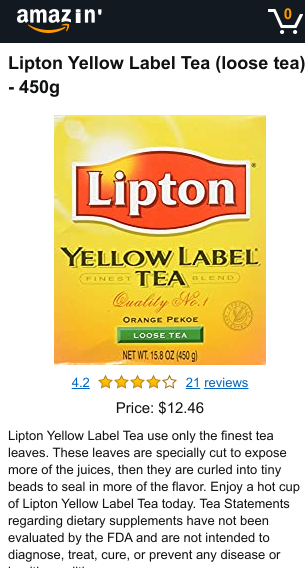 amazin'
0
Lipton Yellow Label Tea (loose tea)
- 450g
Lipton
YELLOW LABEL
FINEST TEA BLEND
Quality No.1
ORANGE PEKOE
LOOSE TEA
NET WT. 15.8 OZ (450 g)
4.2 21 reviews
Price: $12.46
Lipton Yellow Label Tea use only the finest tea
leaves. These leaves are specially cut to expose
more of the juices, then they are curled into tiny
beads to seal in more of the flavor. Enjoy a hot cup
of Lipton Yellow Label Tea today. Tea Statements
regarding dietary supplements have not been
evaluated by the FDA and are not intended to
diagnose, treat, cure, or prevent any disease or